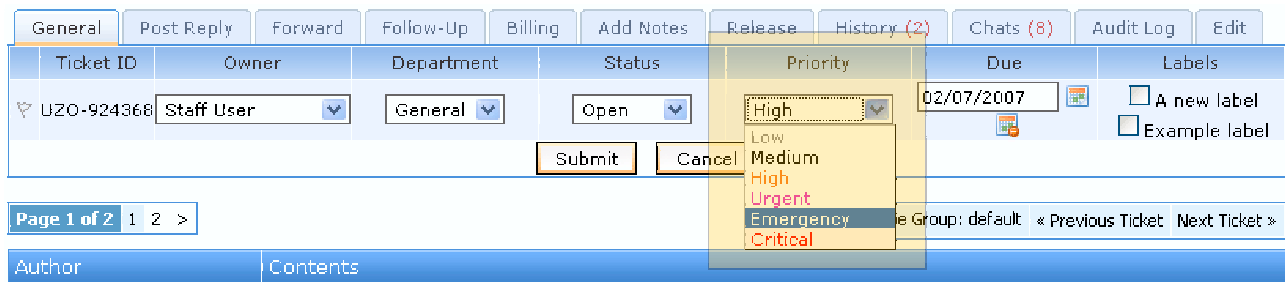 General Post Reply Forward Follow-Up Billing Add Notes Release History (2) Chats (8) Audit Log Edit
Ticket ID Owner Department Status Priority Due Labels
UZO-924368 Staff User General Open High 02/07/2007 A new label
Example label
Submit Cancel
Low
Medium
High
Urgent
Emergency
Critical
Page 1 of 2 1 2 > Group: default « Previous Ticket Next Ticket »
Author Contents